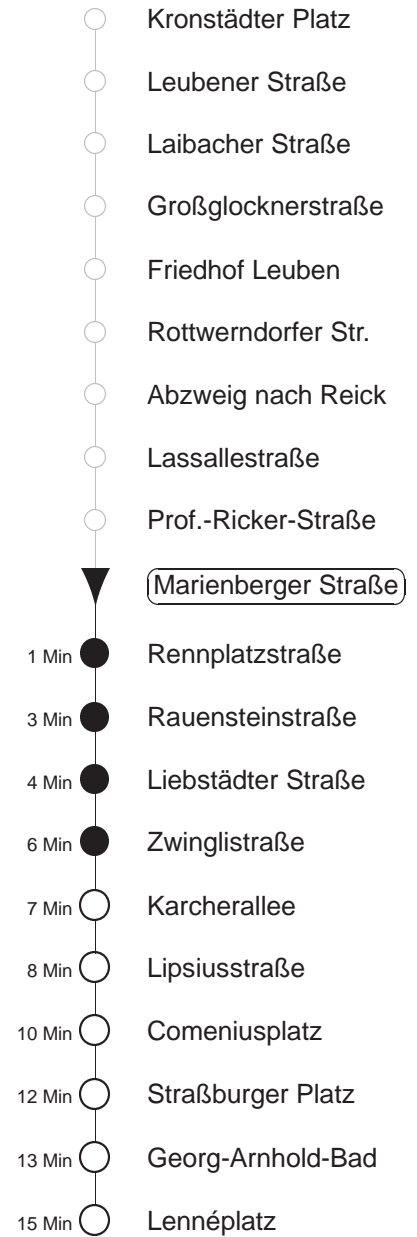 Kronstädter Platz
Leubener Straße
Laibacher Straße
Großglocknerstraße
Friedhof Leuben
Rottwerndorfer Str.
Abzweig nach Reick
Lassallestraße
Prof.-Ricker-Straße
Marienberger Straße
1 Min Rennplatzstraße
3 Min Rauensteinstraße
4 Min Liebstädter Straße
6 Min Zwinglistraße
7 Min Karcherallee
8 Min Lipsiusstraße
10 Min Comeniusplatz
12 Min Straßburger Platz
13 Min Georg-Arnhold-Bad
15 Min Lennéplatz